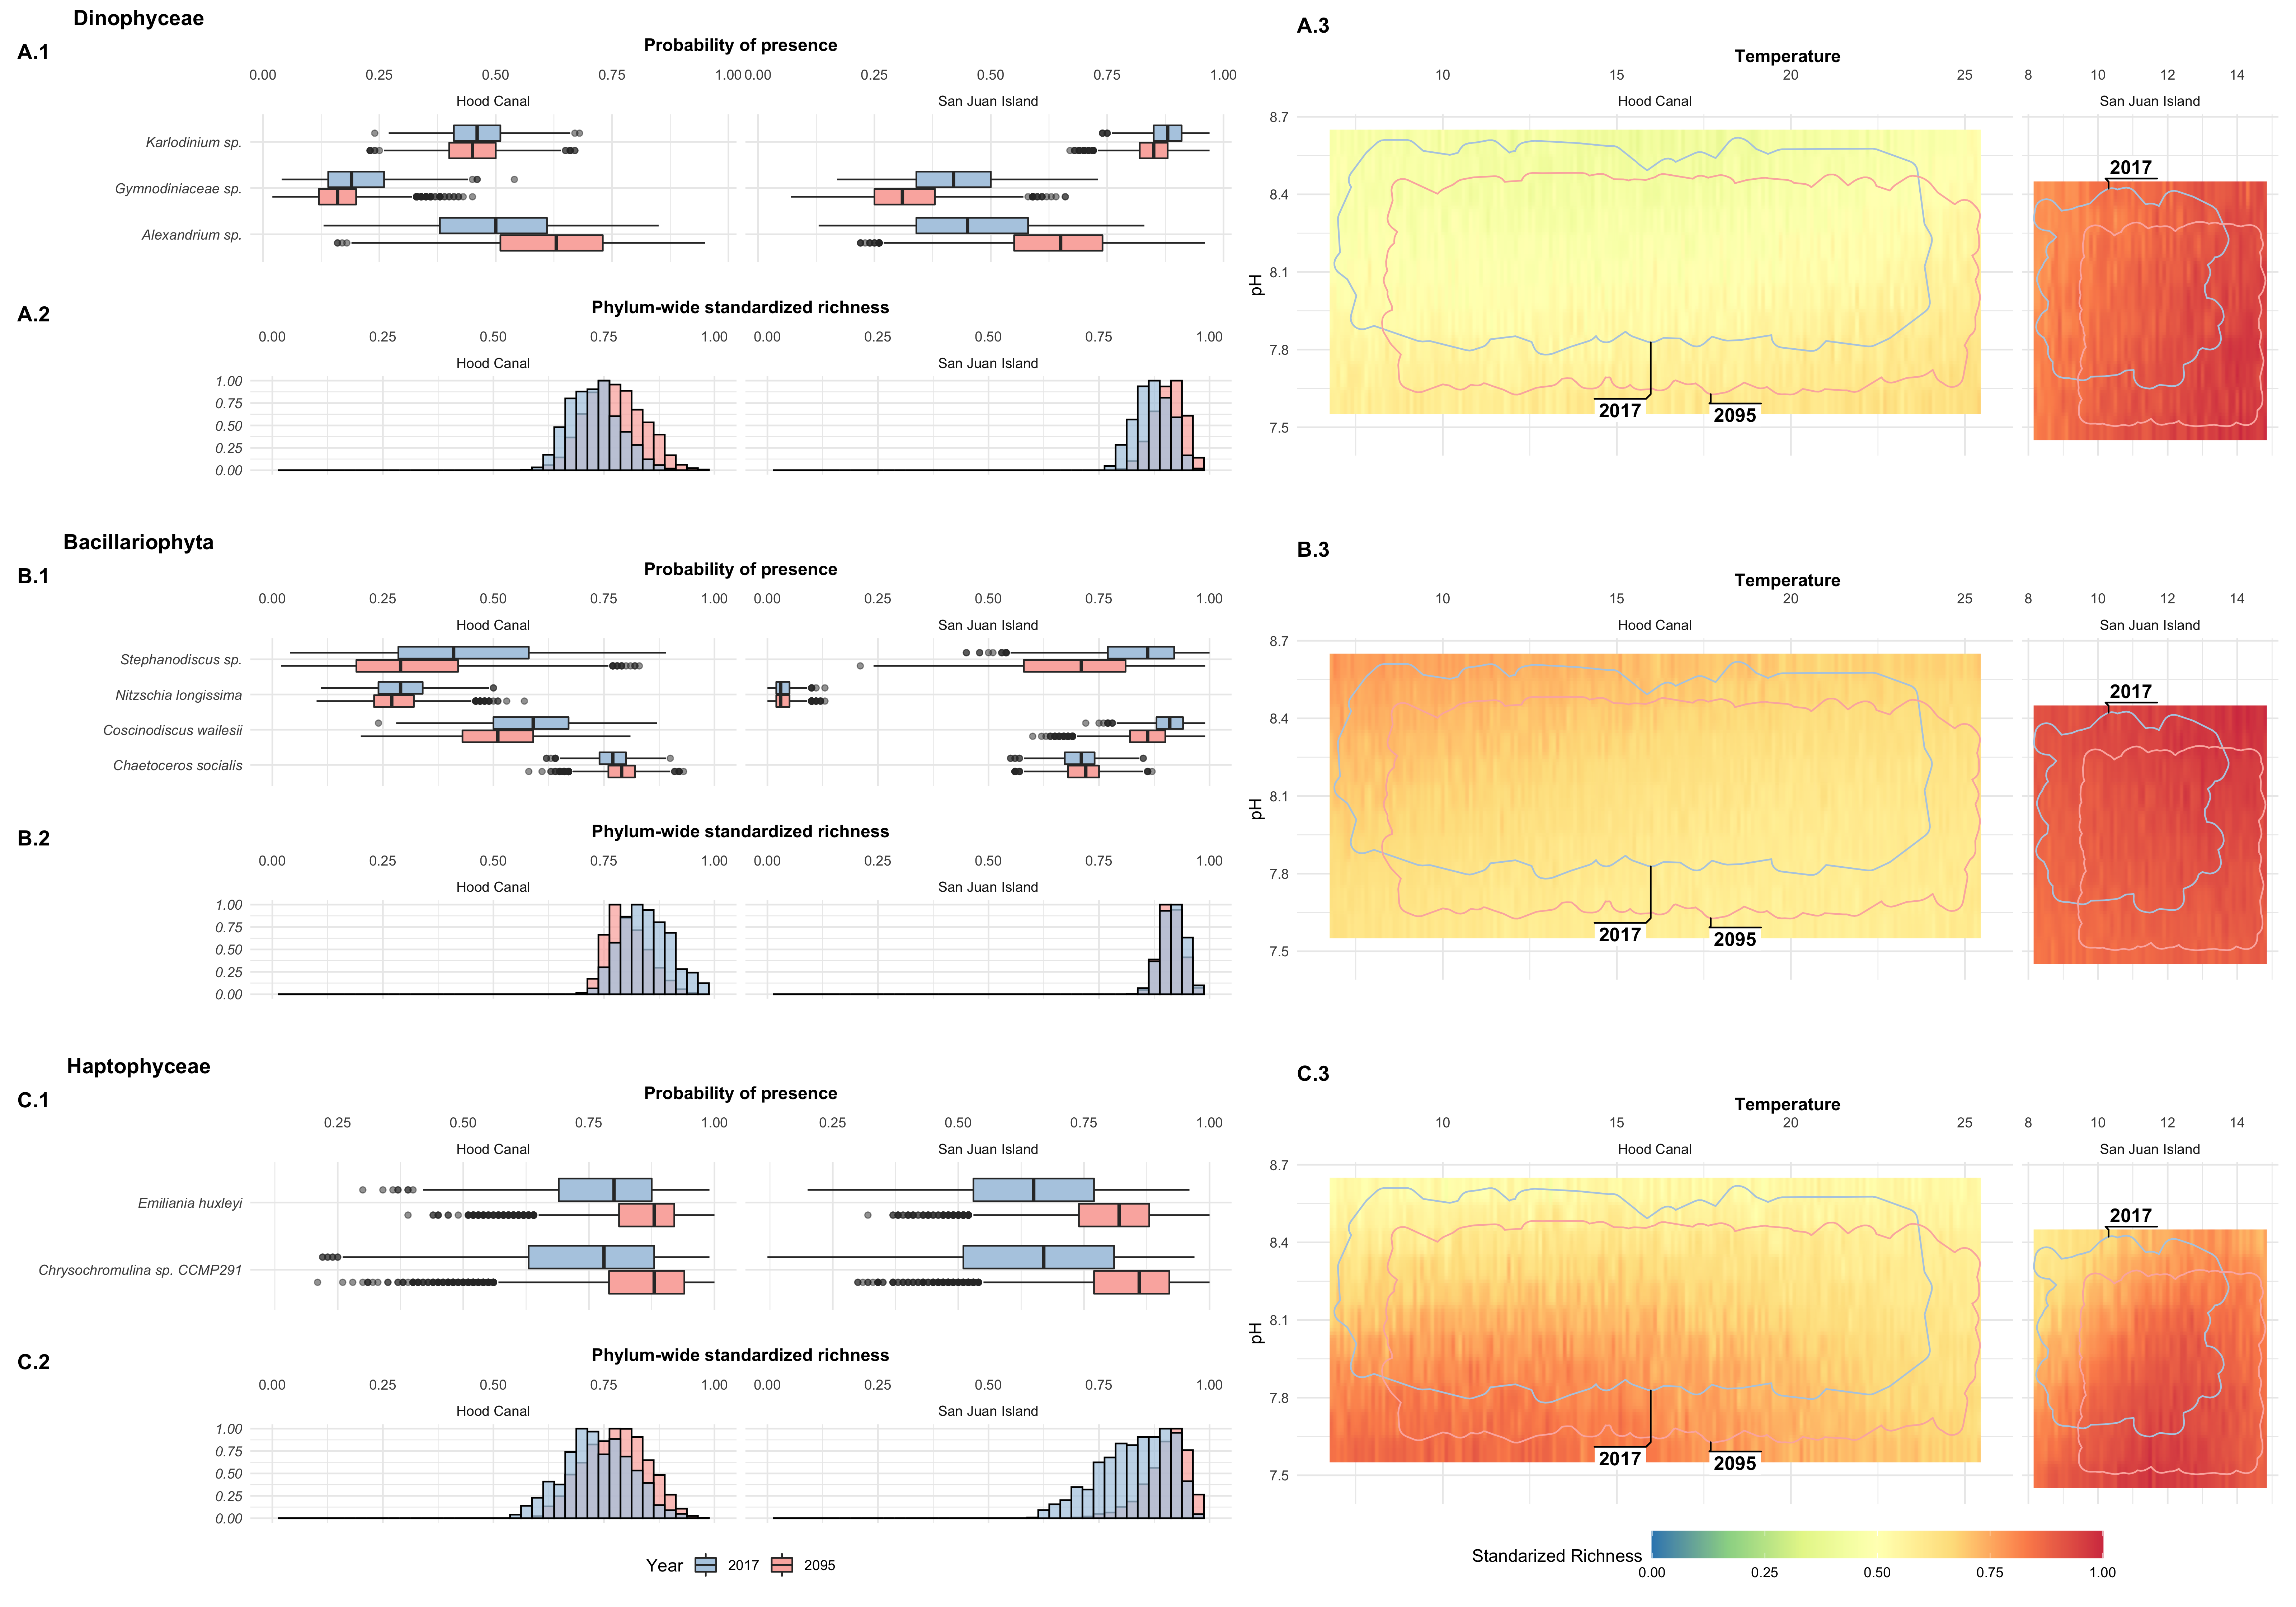 Dinophyceae
A.1
Probability of presence
0.00 0.25 0.50 0.75 1.00 0.00 0.25 0.50 0.75 1.00
Hood Canal San Juan Island
Karlodinium sp.
Gymnodiniaceae sp.
Alexandrium sp.
A.2
Phylum-wide standardized richness
0.00 0.25 0.50 0.75 1.00 0.00 0.25 0.50 0.75 1.00
Hood Canal San Juan Island
1.00
0.75
0.50
0.25
0.00
A.3
Temperature
10 15 20 25 8 10 12 14
Hood Canal San Juan Island
pH
8.7
8.4
8.1
7.8
7.5
2017
2095
2017
Bacillariophyta
B.1
Probability of presence
0.00 0.25 0.50 0.75 1.00 0.00 0.25 0.50 0.75 1.00
Hood Canal San Juan Island
Stephanodiscus sp.
Nitzschia longissima
Coscinodiscus wailesii
Chaetoceros socialis
B.2
Phylum-wide standardized richness
0.00 0.25 0.50 0.75 1.00 0.00 0.25 0.50 0.75 1.00
Hood Canal San Juan Island
1.00
0.75
0.50
0.25
0.00
B.3
Temperature
10 15 20 25 8 10 12 14
Hood Canal San Juan Island
pH
8.7
8.4
8.1
7.8
7.5
2017
2095
2017
Haptophyceae
C.1
Probability of presence
0.25 0.50 0.75 1.00 0.25 0.50 0.75 1.00
Hood Canal San Juan Island
Emiliania huxleyi
Chrysochromulina sp. CCMP291
C.2
Phylum-wide standardized richness
0.00 0.25 0.50 0.75 1.00 0.00 0.25 0.50 0.75 1.00
Hood Canal San Juan Island
1.00
0.75
0.50
0.25
0.00
Year 2017 2095
C.3
Temperature
10 15 20 25 8 10 12 14
Hood Canal San Juan Island
pH
8.7
8.4
8.1
7.8
7.5
2017
2095
2017
Standarized Richness
0.00 0.25 0.50 0.75 1.00